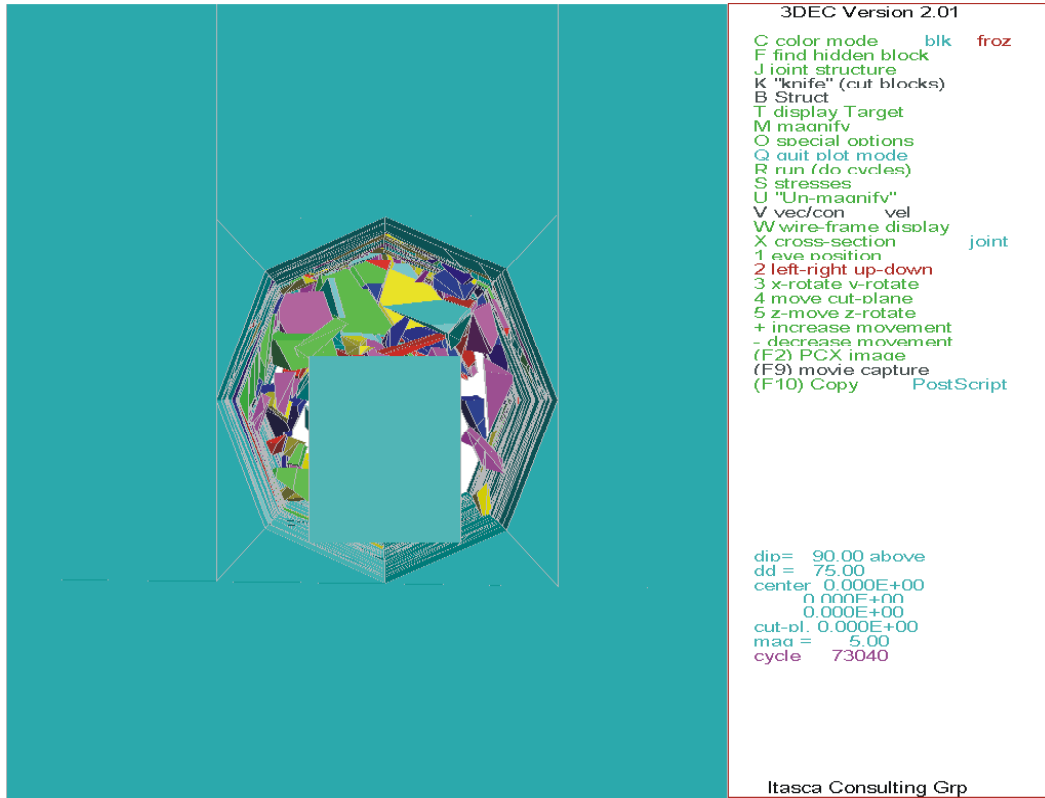 3DEC Version 2.01
C color mode blk froz
F find hidden block
J joint structure
K "knife" (cut blocks)
B Struct
T display Target
M magnify
O special options
Q quit plot mode
R run (do cycles)
S stresses
U "Un-magnify"
V vec/con vel
W wire-frame display
X cross-section joint
1 eye position
2 left-right up-down
3 x-rotate y-rotate
4 move cut-plane
5 z-move z-rotate
+ increase movement
- decrease movement
(F2) PCX image
(F9) movie capture
(F10) Copy PostScript
dip= 90.00 above
dd = 75.00
center 0.000E+00
0.000E+00
0.000E+00
cut-pl. 0.000E+00
mag = 5.00
cycle 73040
Itasca Consulting Grp